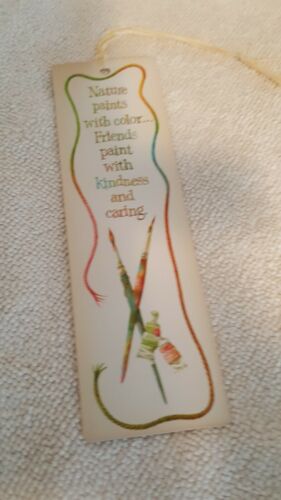 Nature
paints
with color...
Friends
paint
with
kindness
and
caring.